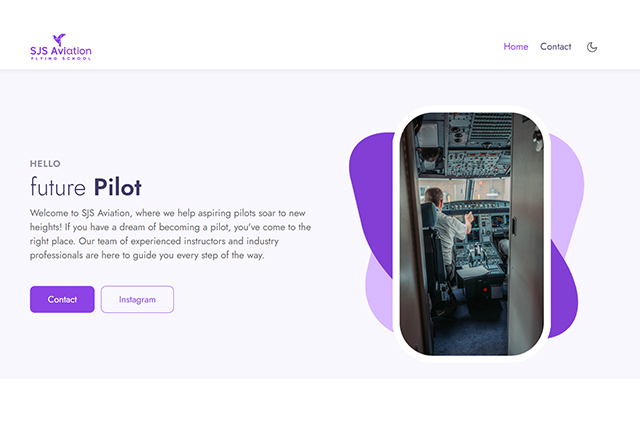 SJS Aviation
FLYING SCHOOL
Home
Contact
HELLO
future Pilot
Welcome to SJS Aviation, where we help aspiring pilots soar to new
heights! If you have a dream of becoming a pilot, you've come to the
right place. Our team of experienced instructors and industry
professionals are here to guide you every step of the way.
Contact
Instagram